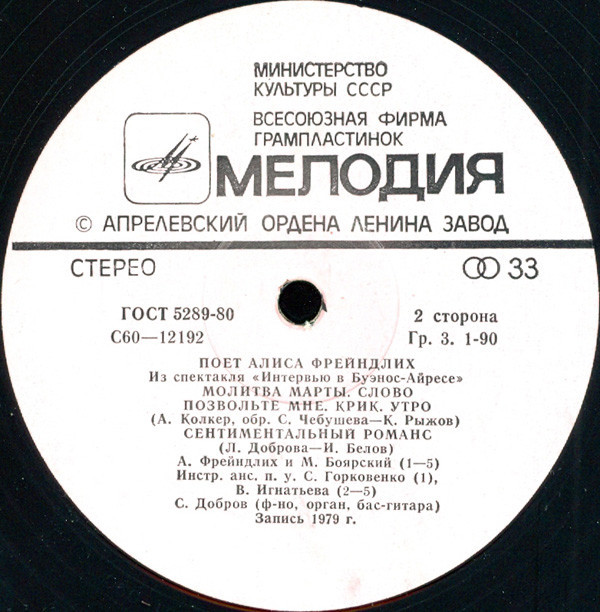 МИНИСТЕРСТВО
КУЛЬТУРЫ СССР
ВСЕСОЮЗНАЯ ФИРМА
ГРАМПЛАСТИНОК
МЕЛОДИЯ
© АПРЕЛЕВСКИЙ ОРДЕНА ЛЕНИНА ЗАВОД
СТЕРЕО 33
ГОСТ 5289-80 2 сторона
С60—12192 Гр. 3. 1-90
ПОЕТ АЛИСА ФРЕЙНДЛИХ
Из спектакля «Интервью в Буэнос-Айресе»
МОЛИТВА МАРТЫ. СЛОВО
ПОЗВОЛЬТЕ МНЕ. КРИК. УТРО
(А. Колкер, обр. С. Чебушева—К. Рыжов)
СЕНТИМЕНТАЛЬНЫЙ РОМАНС
(Л. Доброва—И. Белов)
А. Фрейндлих и М. Боярский (1—5)
Инстр. анс. п. у. С. Горковенко (1),
В. Игнатьева (2—5)
С. Добров (ф-но, орган, бас-гитара)
Запись 1979 г.